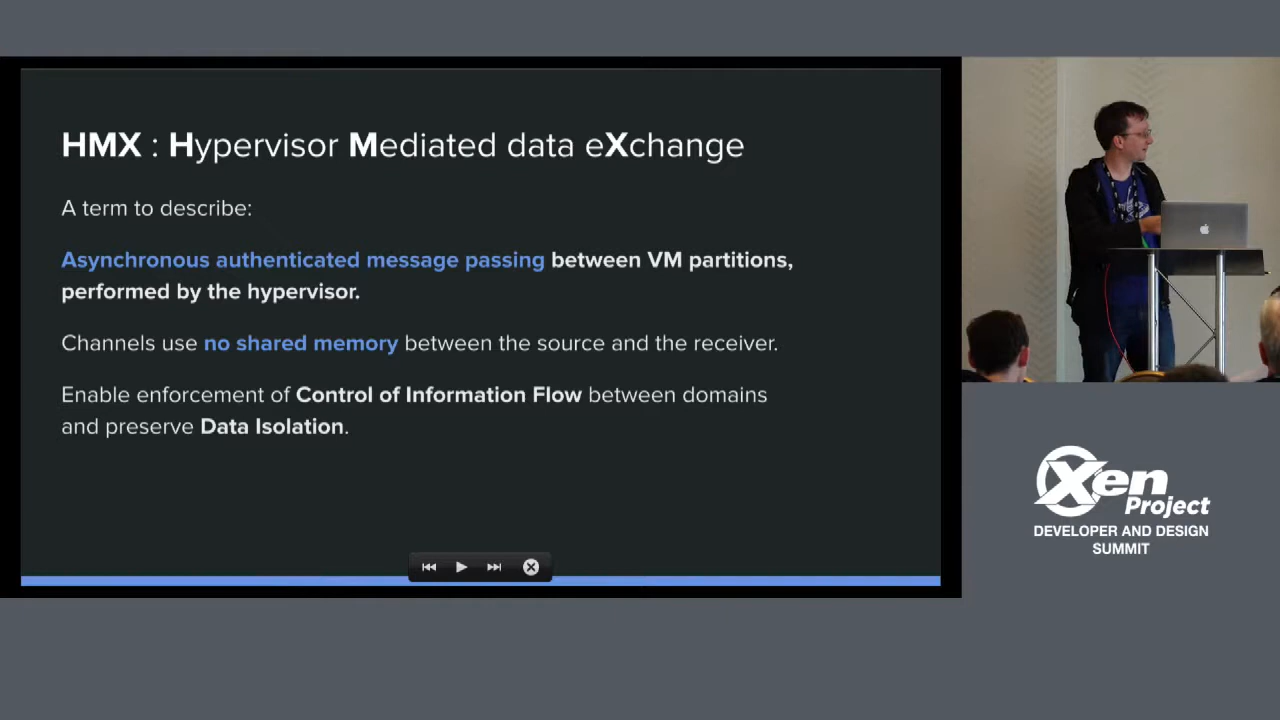 HMX : Hypervisor Mediated data eXchange
A term to describe:
Asynchronous authenticated message passing between VM partitions,
performed by the hypervisor.
Channels use no shared memory between the source and the receiver.
Enable enforcement of Control of Information Flow between domains
and preserve Data Isolation.
Xen
Project
DEVELOPER AND DESIGN
SUMMIT